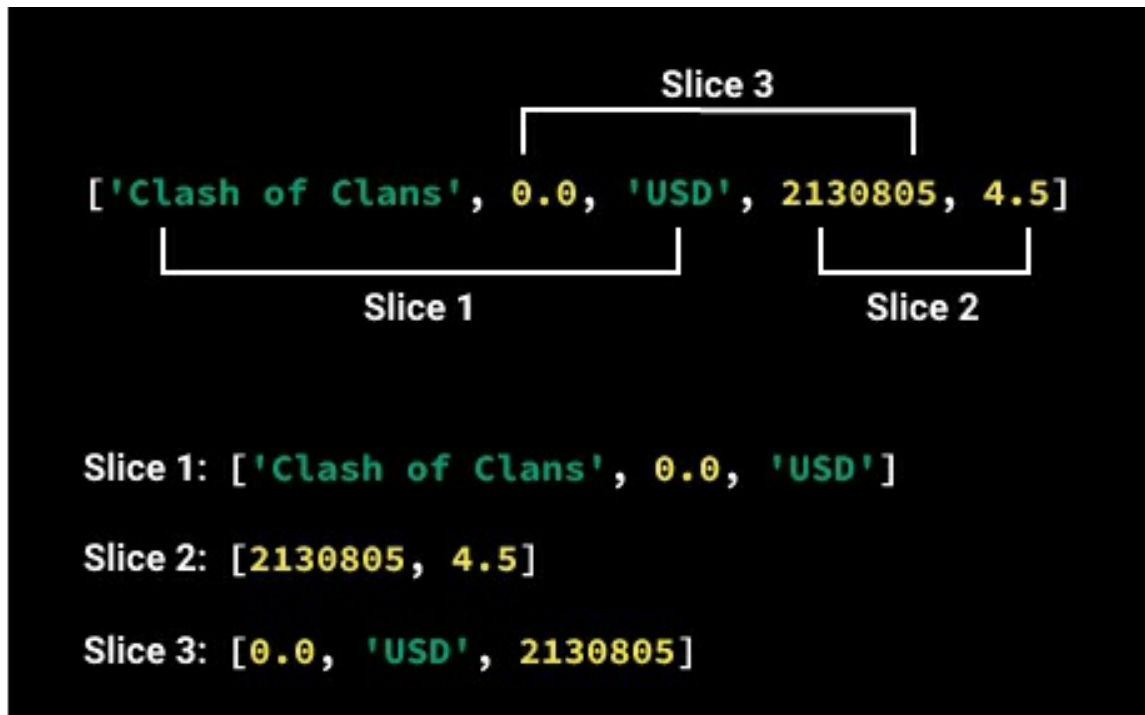 Slice 3
['Clash of Clans', 0.0, 'USD', 2130805, 4.5]
Slice 1
Slice 2
Slice 1: ['Clash of Clans', 0.0, 'USD']
Slice 2: [2130805, 4.5]
Slice 3: [0.0, 'USD', 2130805]